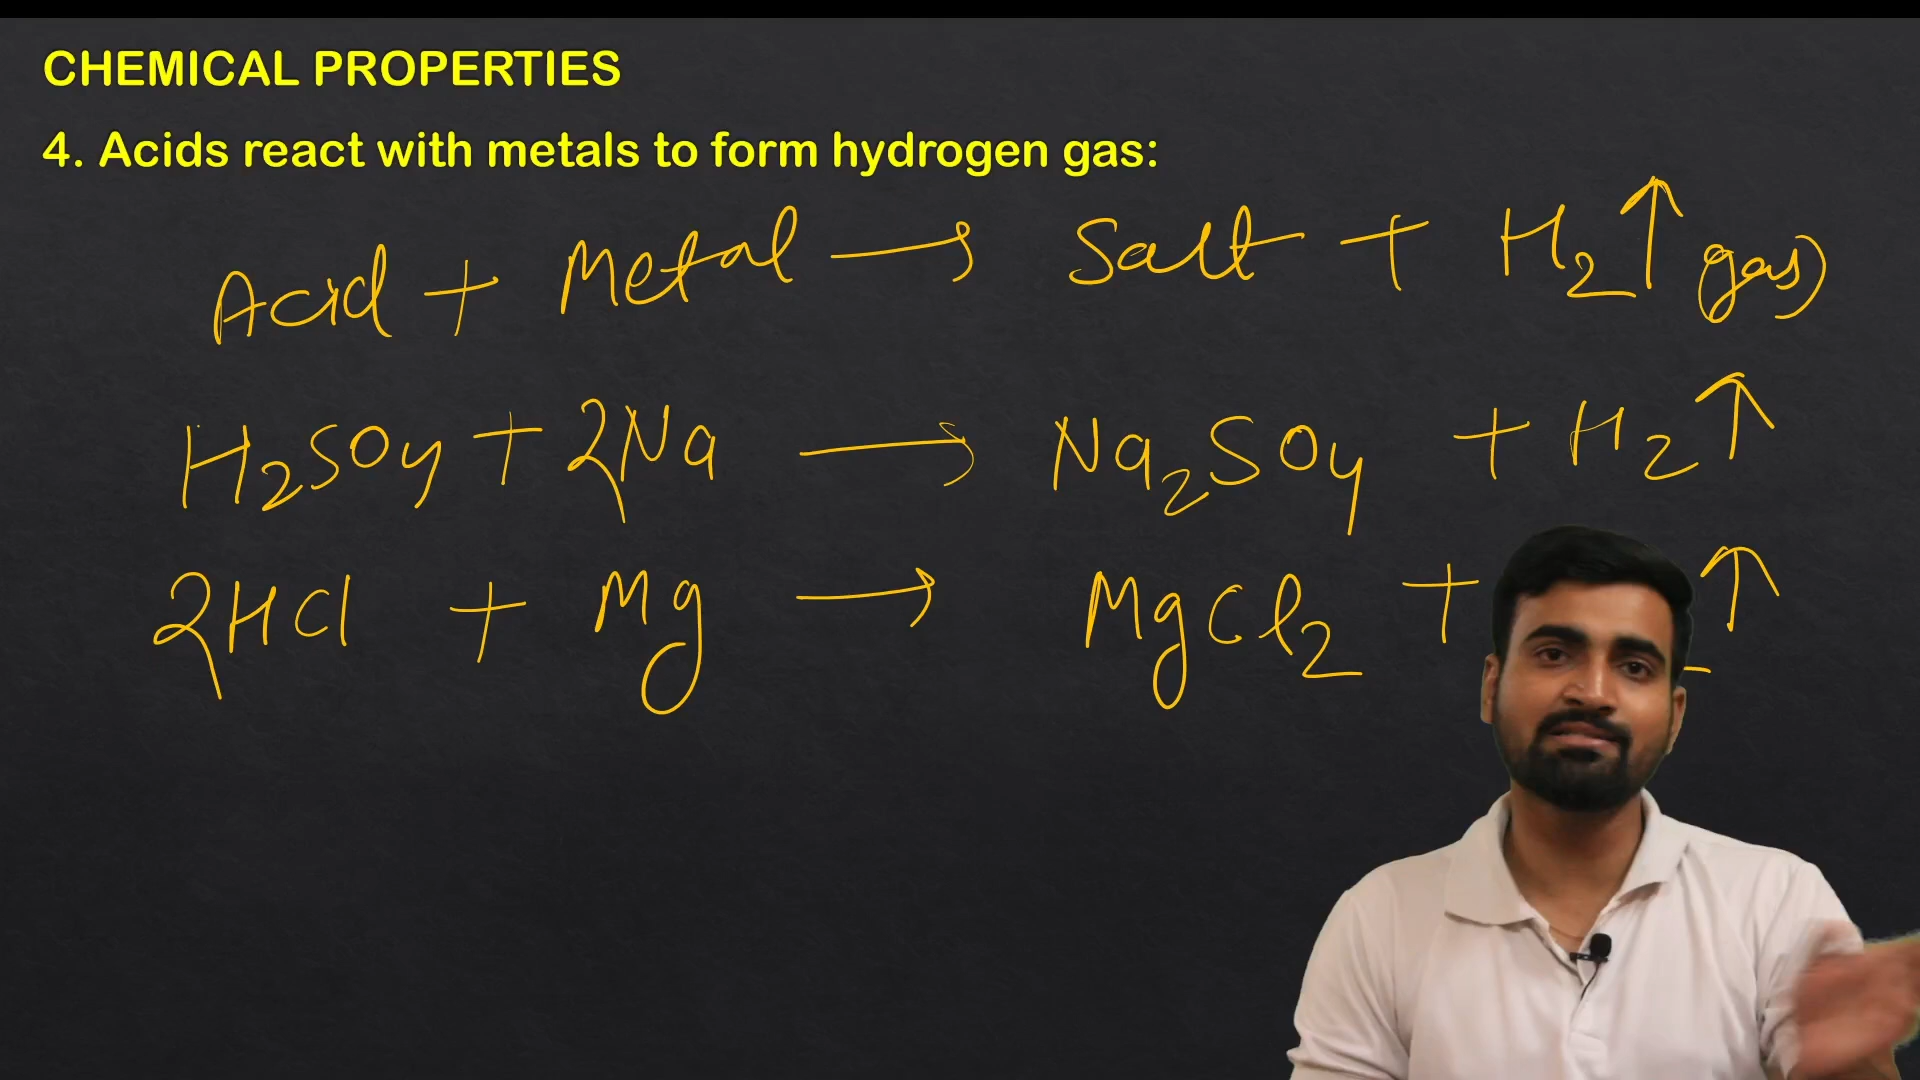 CHEMICAL PROPERTIES
4. Acids react with metals to form hydrogen gas:
Acid + Metal → Salt + H₂↑ gas)
H₂SO₄ + 2Na → Na₂SO₄ + H₂↑
2HCl + Mg → MgCl₂ + ↑